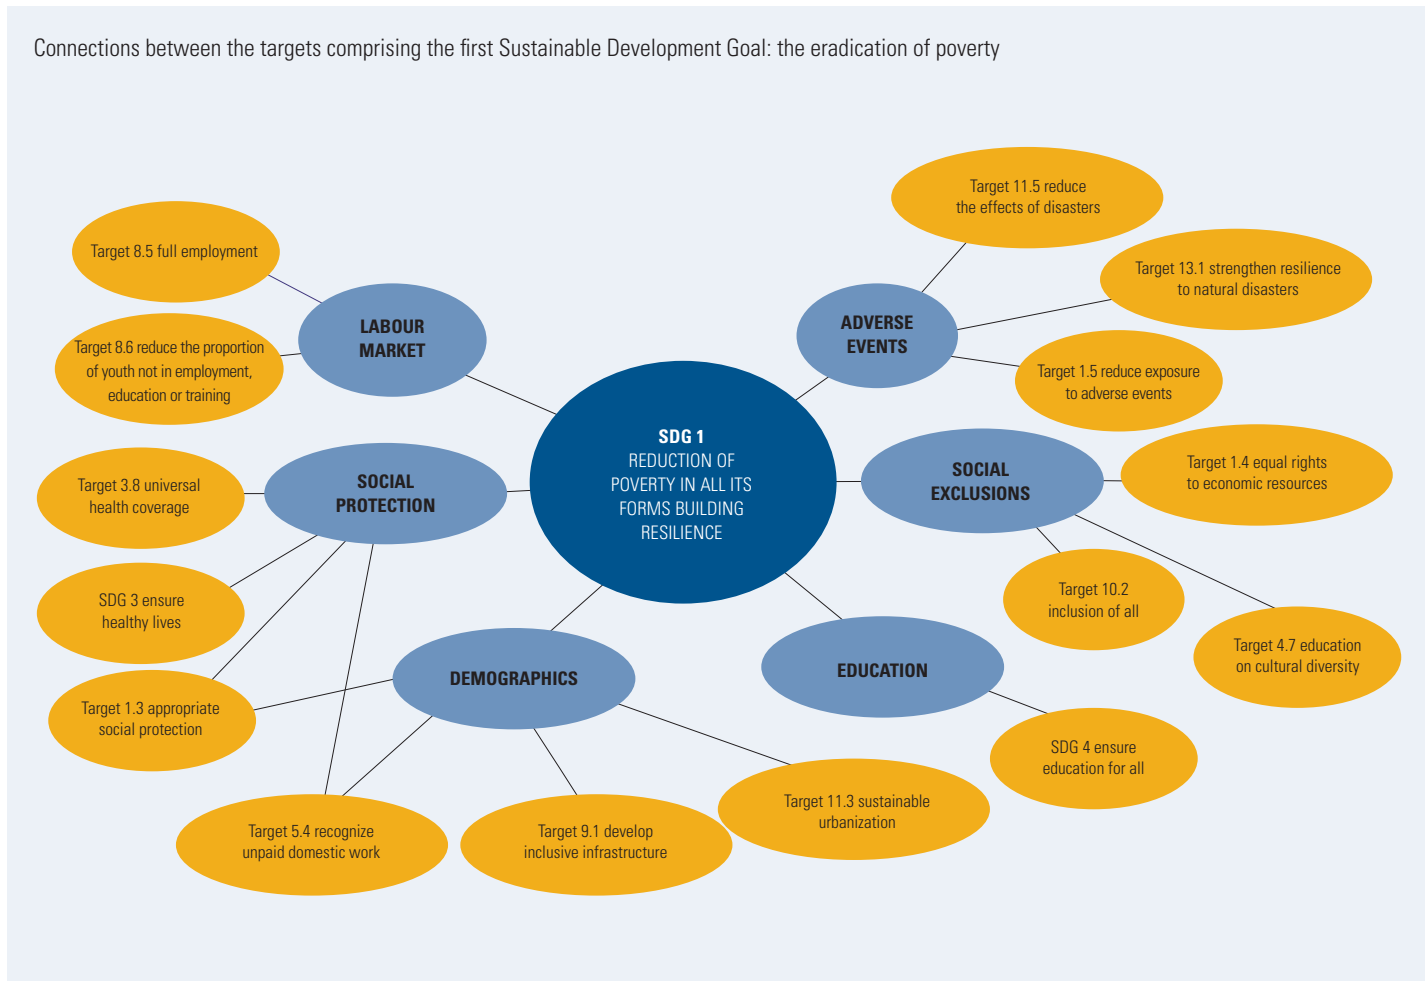 Connections between the targets comprising the first Sustainable Development Goal: the eradication of poverty
Target 11.5 reduce
the effects of disasters
Target 8.5 full employment
Target 13.1 strengthen resilience
to natural disasters
LABOUR
MARKET
ADVERSE
EVENTS
Target 8.6 reduce the proportion
of youth not in employment,
education or training
Target 1.5 reduce exposure
to adverse events
SDG 1
REDUCTION OF
POVERTY IN ALL ITS
FORMS BUILDING
RESILIENCE
Target 3.8 universal
health coverage
SOCIAL
PROTECTION
SOCIAL
EXCLUSIONS
Target 1.4 equal rights
to economic resources
SDG 3 ensure
healthy lives
Target 10.2
inclusion of all
Target 4.7 education
on cultural diversity
DEMOGRAPHICS
EDUCATION
Target 1.3 appropriate
social protection
SDG 4 ensure
education for all
Target 11.3 sustainable
urbanization
Target 5.4 recognize
unpaid domestic work
Target 9.1 develop
inclusive infrastructure